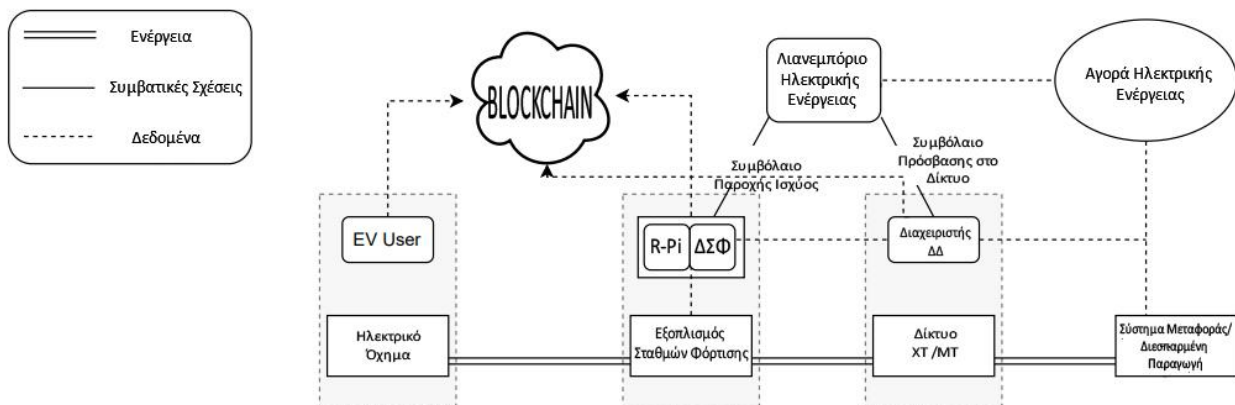 Ενέργεια
Συμβατικές Σχέσεις
Δεδομένα
BLOCKCHAIN
Λιανεμπόριο
Ηλεκτρικής
Ενέργειας
Αγορά Ηλεκτρικής
Ενέργειας
Συμβόλαιο
Παροχής Ισχύος
Συμβόλαιο
Πρόσβασης στο
Δίκτυο
EV User
R-Pi
ΔΣΦ
Διαχειριστής
ΔΔ
Ηλεκτρικό
Όχημα
Εξοπλισμός
Σταθμών Φόρτισης
Δίκτυο
ΧΤ /ΜΤ
Σύστημα Μεταφοράς/
Διεσπαρμένη
Παραγωγή